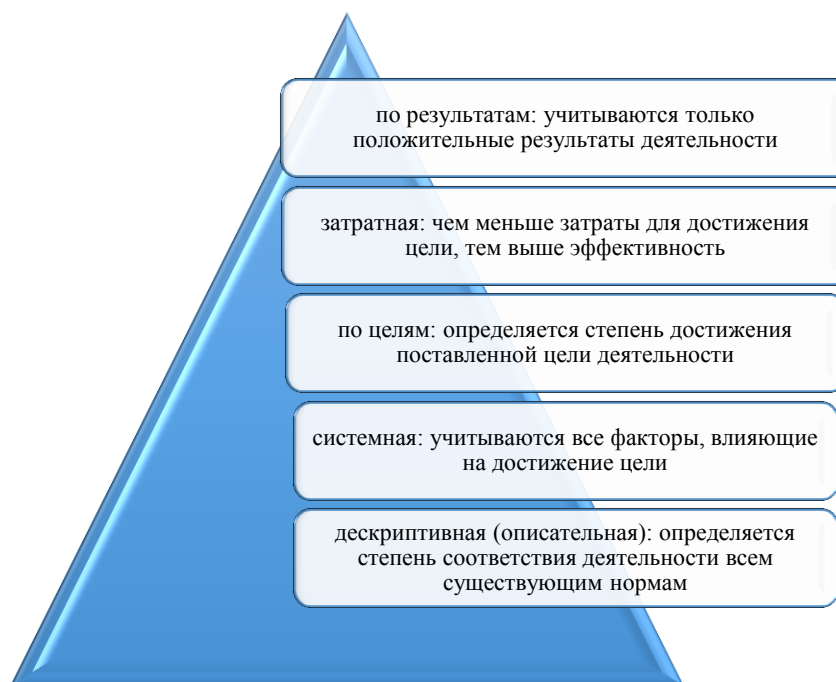 по результатам: учитываются только
положительные результаты деятельности
затратная: чем меньше затраты для достижения
цели, тем выше эффективность
по целям: определяется степень достижения
поставленной цели деятельности
системная: учитываются все факторы, влияющие
на достижение цели
дескриптивная (описательная): определяется
степень соответствия деятельности всем
существующим нормам